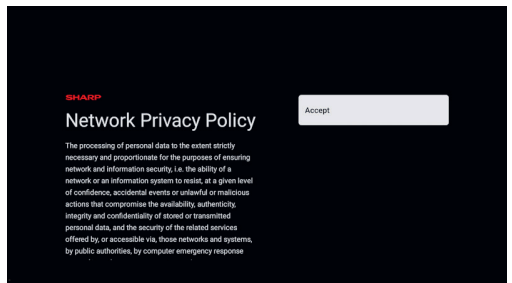 SHARP
Network Privacy Policy
The processing of personal data to the extent strictly
necessary and proportionate for the purposes of ensuring
network and information security, i.e. the ability of a
network or an information system to resist, at a given level
of confidence, accidental events or unlawful or malicious
actions that compromise the availability, authenticity,
integrity and confidentiality of stored or transmitted
personal data, and the security of the related services
offered by, or accessible via, those networks and systems,
by public authorities, by computer emergency response
Accept